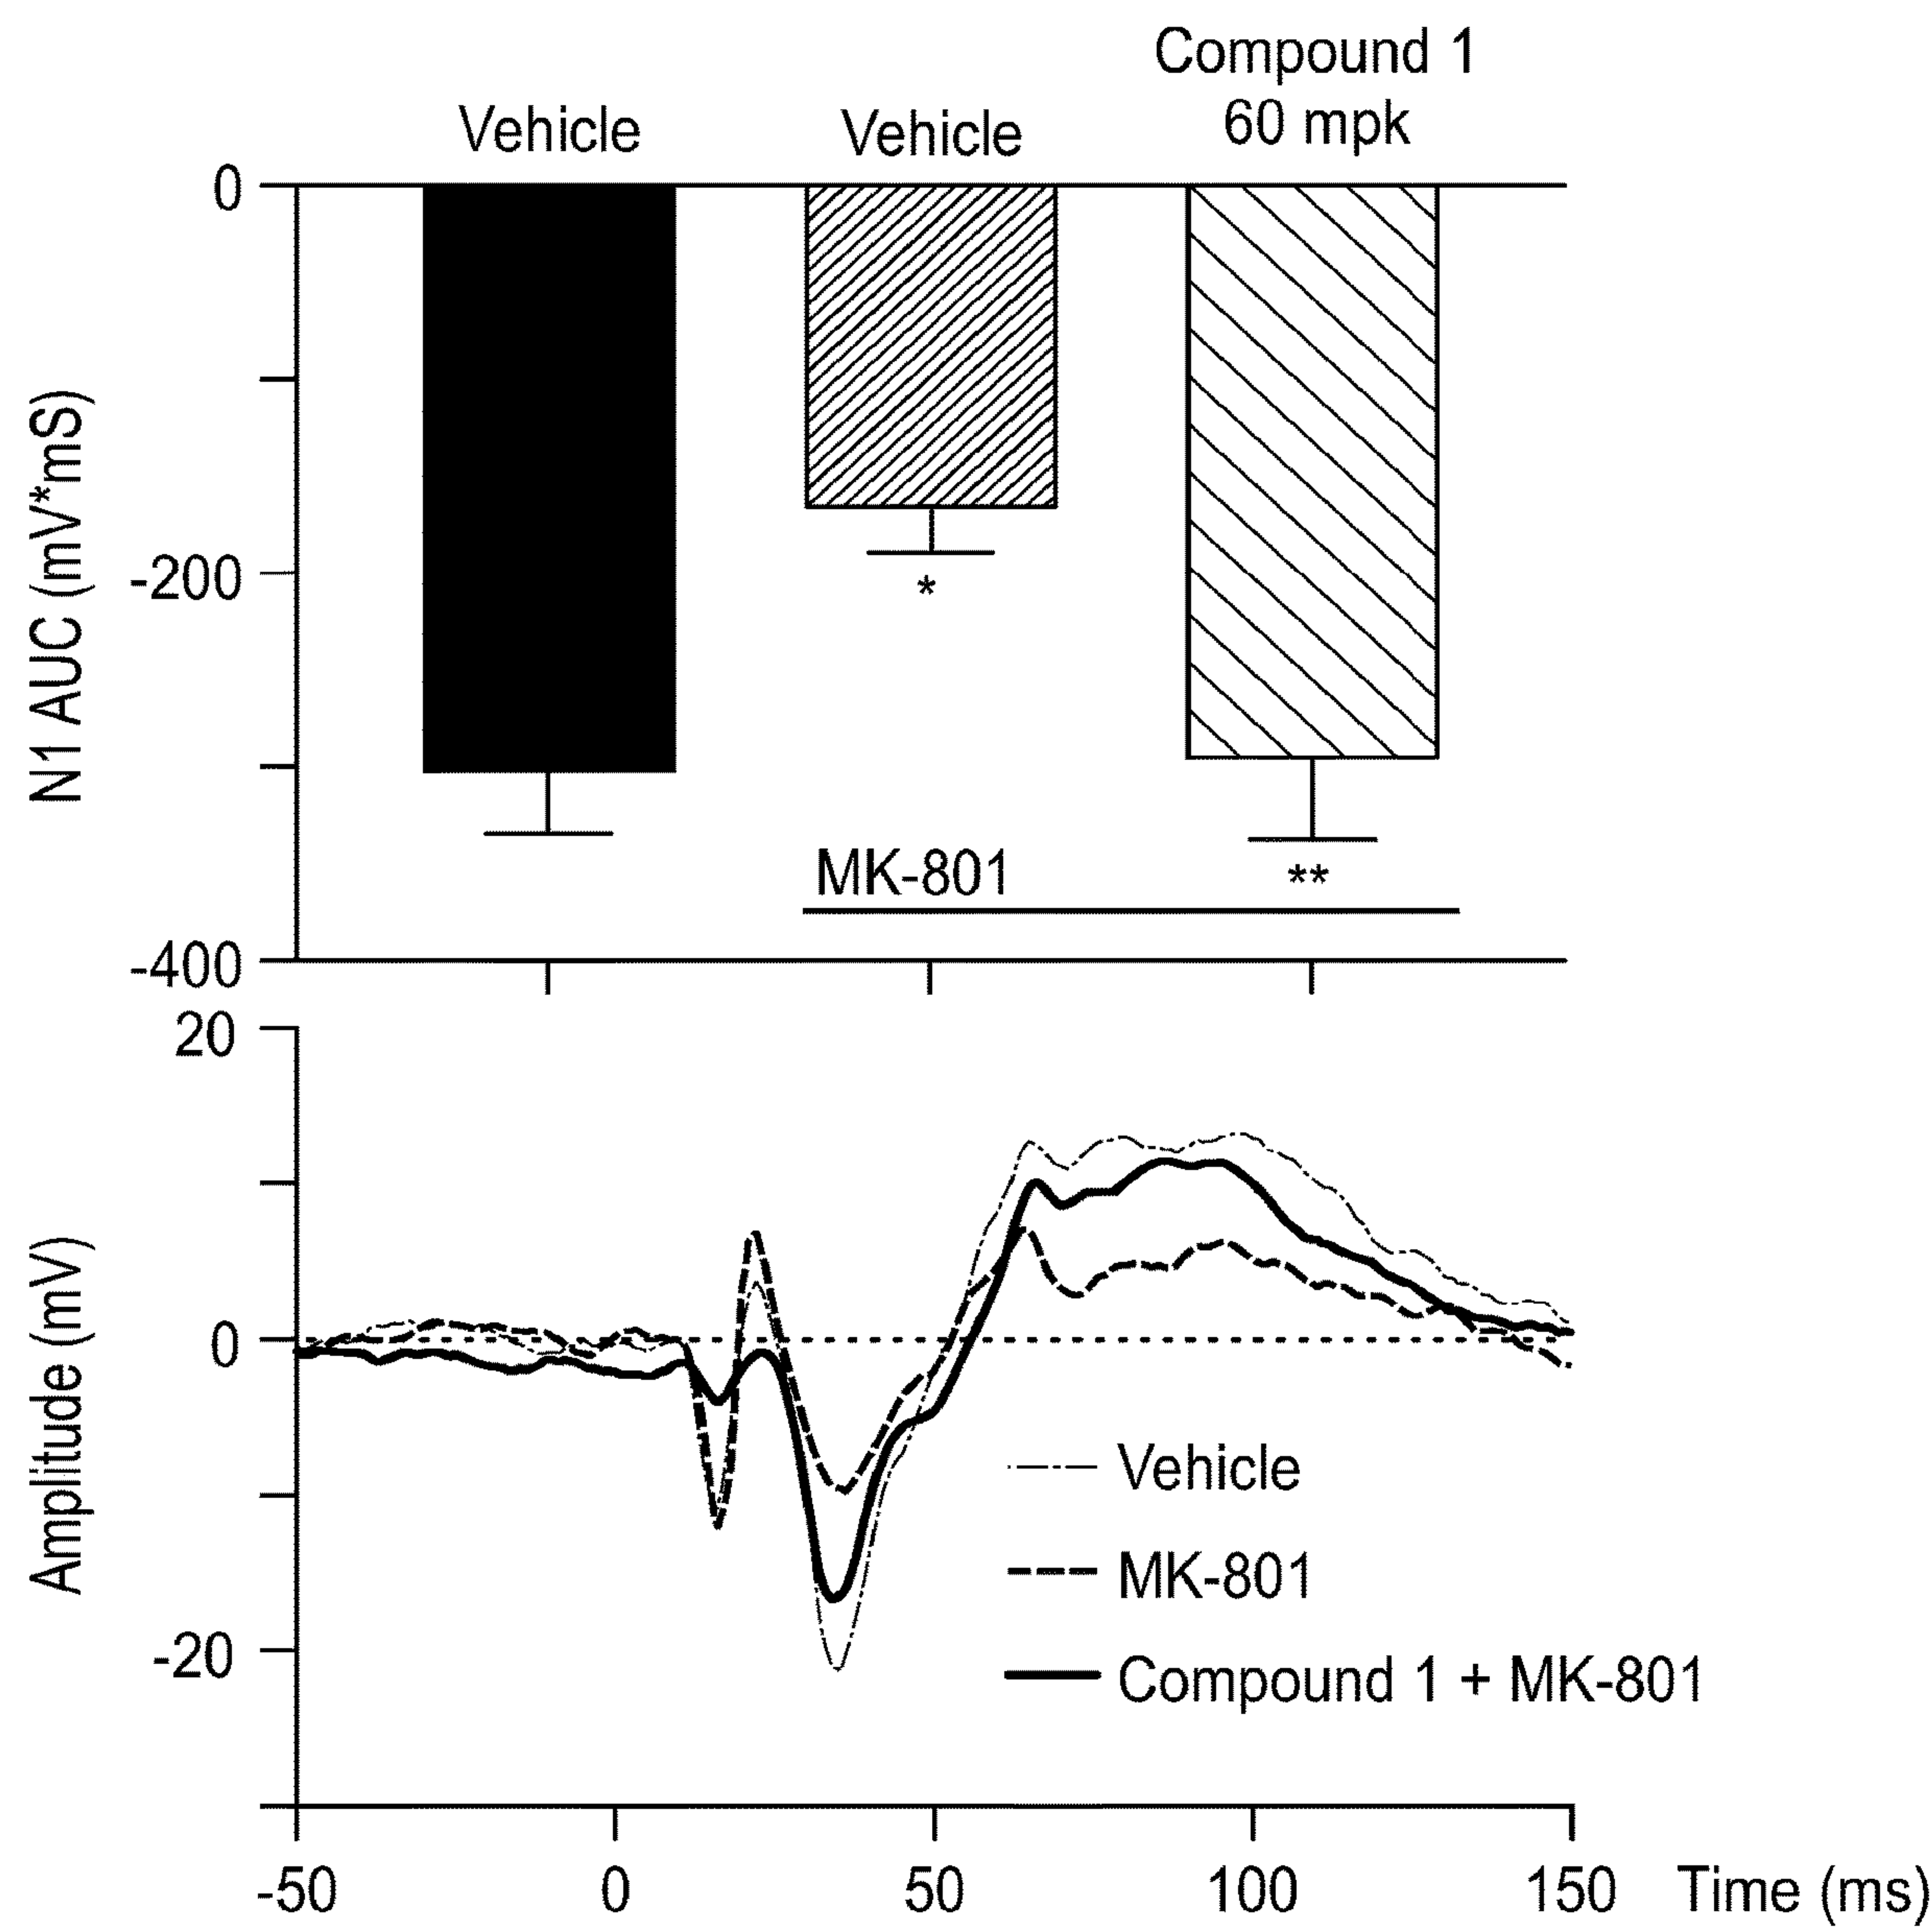 Compound 1
60 mpk
Vehicle
Vehicle
0
-200
-400
N1 AUC (mV*mS)
*
**
MK-801
20
0
-20
Amplitude (mV)
Vehicle
MK-801
Compound 1 + MK-801
-50 0 50 100 150 Time (ms)